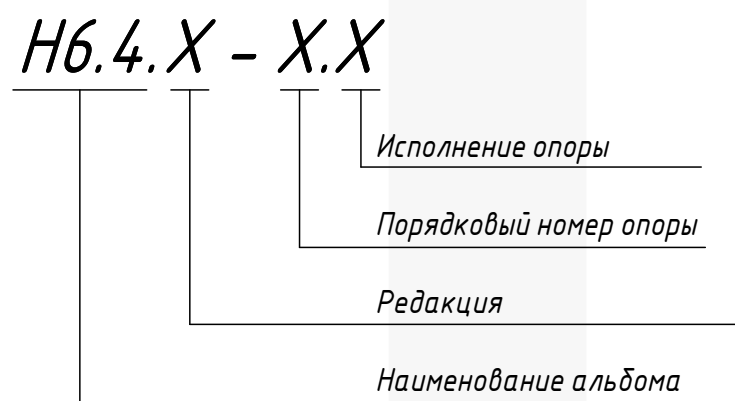 Н6.4.Х - Х.Х
Исполнение опоры
Порядковый номер опоры
Редакция
Наименование альбома